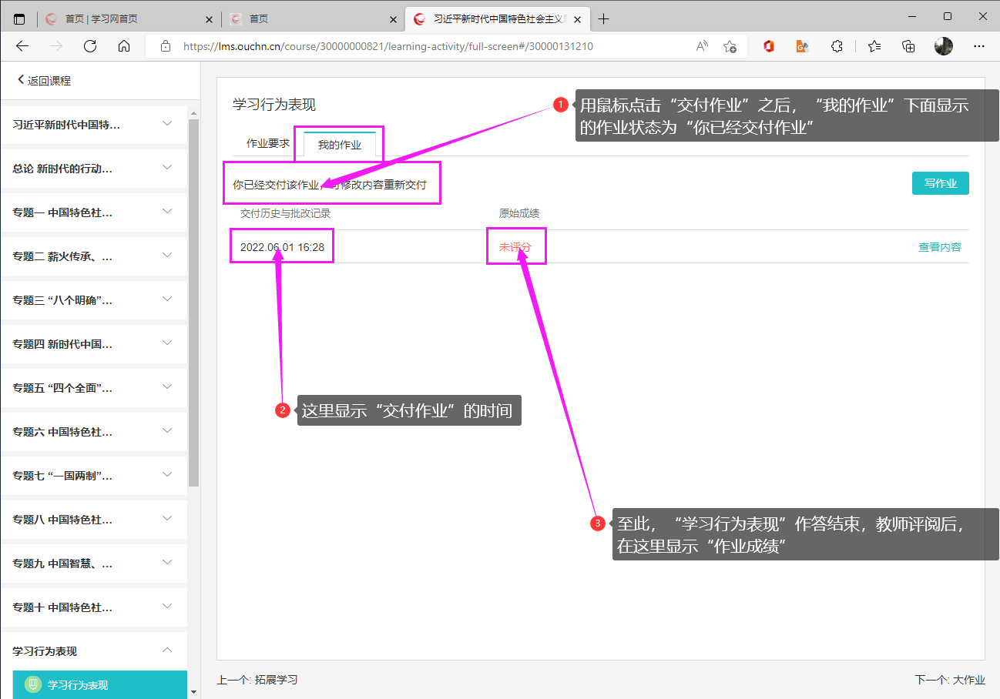 首页 | 学习网首页
首页
习近平新时代中国特色社会主义思
https://lms.ouchn.cn/course/30000000821/learning-activity/full-screen#/30000131210
返回课程
习近平新时代中国特...
总论 新时代的行动...
专题一 中国特色社...
专题二 薪火传承、...
专题三 “八个明确”...
专题四 新时代中国...
专题五 “四个全面”...
专题六 中国特色社...
专题七 “一国两制”...
专题八 中国特色社...
专题九 中国智慧、...
专题十 中国特色社...
学习行为表现
学习行为表现
学习行为表现
作业要求
我的作业
你已经交付该作业，可修改内容重新交付
写作业
交付历史与批改记录
原始成绩
2022.06.01 16:28
未评分
查看内容
1
用鼠标点击“交付作业”之后，“我的作业”下面显示
的作业状态为“你已经交付作业”
2
这里显示“交付作业”的时间
3
至此，“学习行为表现”作答结束，教师评阅后，
在这里显示“作业成绩”
上一个: 拓展学习
下一个: 大作业